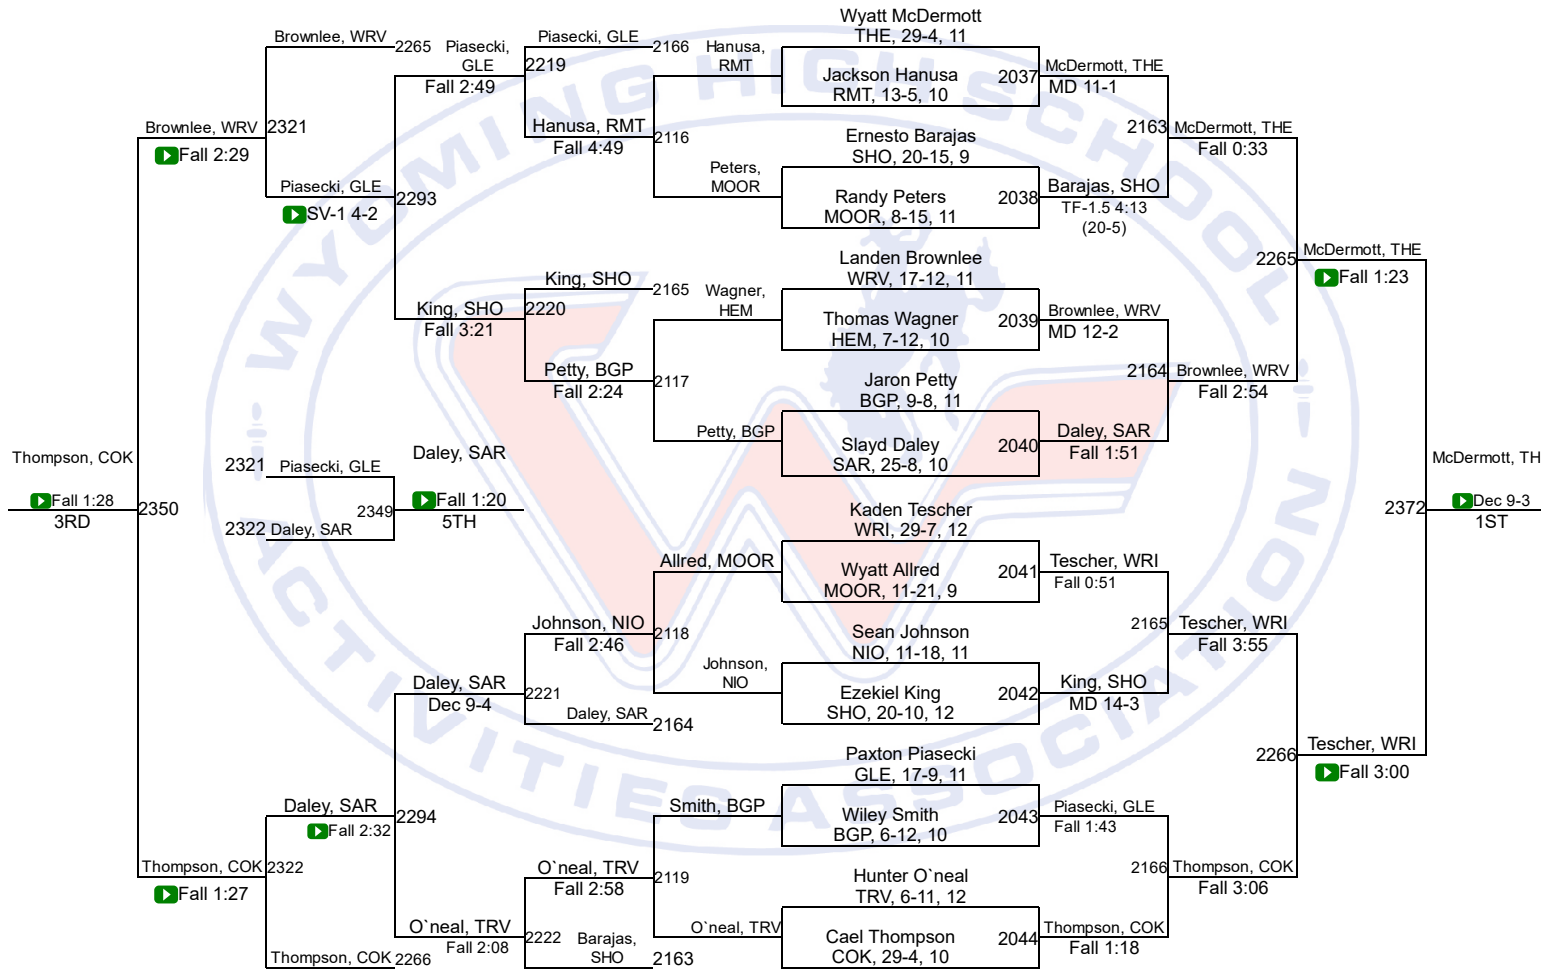 WYOMING HIGH SCHOOL
ACTIVITIES ASSOCIATION
Wyatt McDermott
THE, 29-4, 11
Jackson Hanusa
RMT, 13-5, 10
2037
Ernesto Barajas
SHO, 20-15, 9
Randy Peters
MOOR, 8-15, 11
2038
Landen Brownlee
WRV, 17-12, 11
Thomas Wagner
HEM, 7-12, 10
2039
Jaron Petty
BGP, 9-8, 11
Slayd Daley
SAR, 25-8, 10
2040
Kaden Tescher
WRI, 29-7, 12
Wyatt Allred
MOOR, 11-21, 9
2041
Sean Johnson
NIO, 11-18, 11
Ezekiel King
SHO, 20-10, 12
2042
Paxton Piasecki
GLE, 17-9, 11
Wiley Smith
BGP, 6-12, 10
2043
Hunter O`neal
TRV, 6-11, 12
Cael Thompson
COK, 29-4, 10
2044
McDermott, THE
MD 11-1
2163
Barajas, SHO
TF-1.5 4:13
(20-5)
Brownlee, WRV
MD 12-2
2164
Daley, SAR
Fall 1:51
Tescher, WRI
Fall 0:51
2165
King, SHO
MD 14-3
Piasecki, GLE
Fall 1:43
2166
Thompson, COK
Fall 1:18
McDermott, THE
Fall 0:33
2265
Brownlee, WRV
Fall 2:54
Tescher, WRI
Fall 3:55
2266
Thompson, COK
Fall 3:06
McDermott, THE
Fall 1:23
2372
Tescher, WRI
Fall 3:00
McDermott, TH
Dec 9-3
1ST
Hanusa,
RMT
2116
Peters,
MOOR
Wagner,
HEM
2117
Petty, BGP
Allred, MOOR
2118
Johnson,
NIO
Smith, BGP
2119
O`neal, TRV
Piasecki, GLE
2166
2219
Hanusa, RMT
Fall 4:49
King, SHO
2165
2220
Petty, BGP
Fall 2:24
Johnson, NIO
Fall 2:46
2221
Daley, SAR
2164
O`neal, TRV
Fall 2:58
2222
Barajas,
SHO
2163
Piasecki,
GLE
Fall 2:49
2293
King, SHO
Fall 3:21
Daley, SAR
Dec 9-4
2294
O`neal, TRV
Fall 2:08
Brownlee, WRV
2265
2321
Piasecki, GLE
SV-1 4-2
Daley, SAR
Fall 2:32
2322
Thompson, COK
2266
Brownlee, WRV
Fall 2:29
2350
Thompson, COK
Fall 1:27
Thompson, COK
Fall 1:28
3RD
2321
Piasecki, GLE
2349
2322
Daley, SAR
Daley, SAR
Fall 1:20
5TH